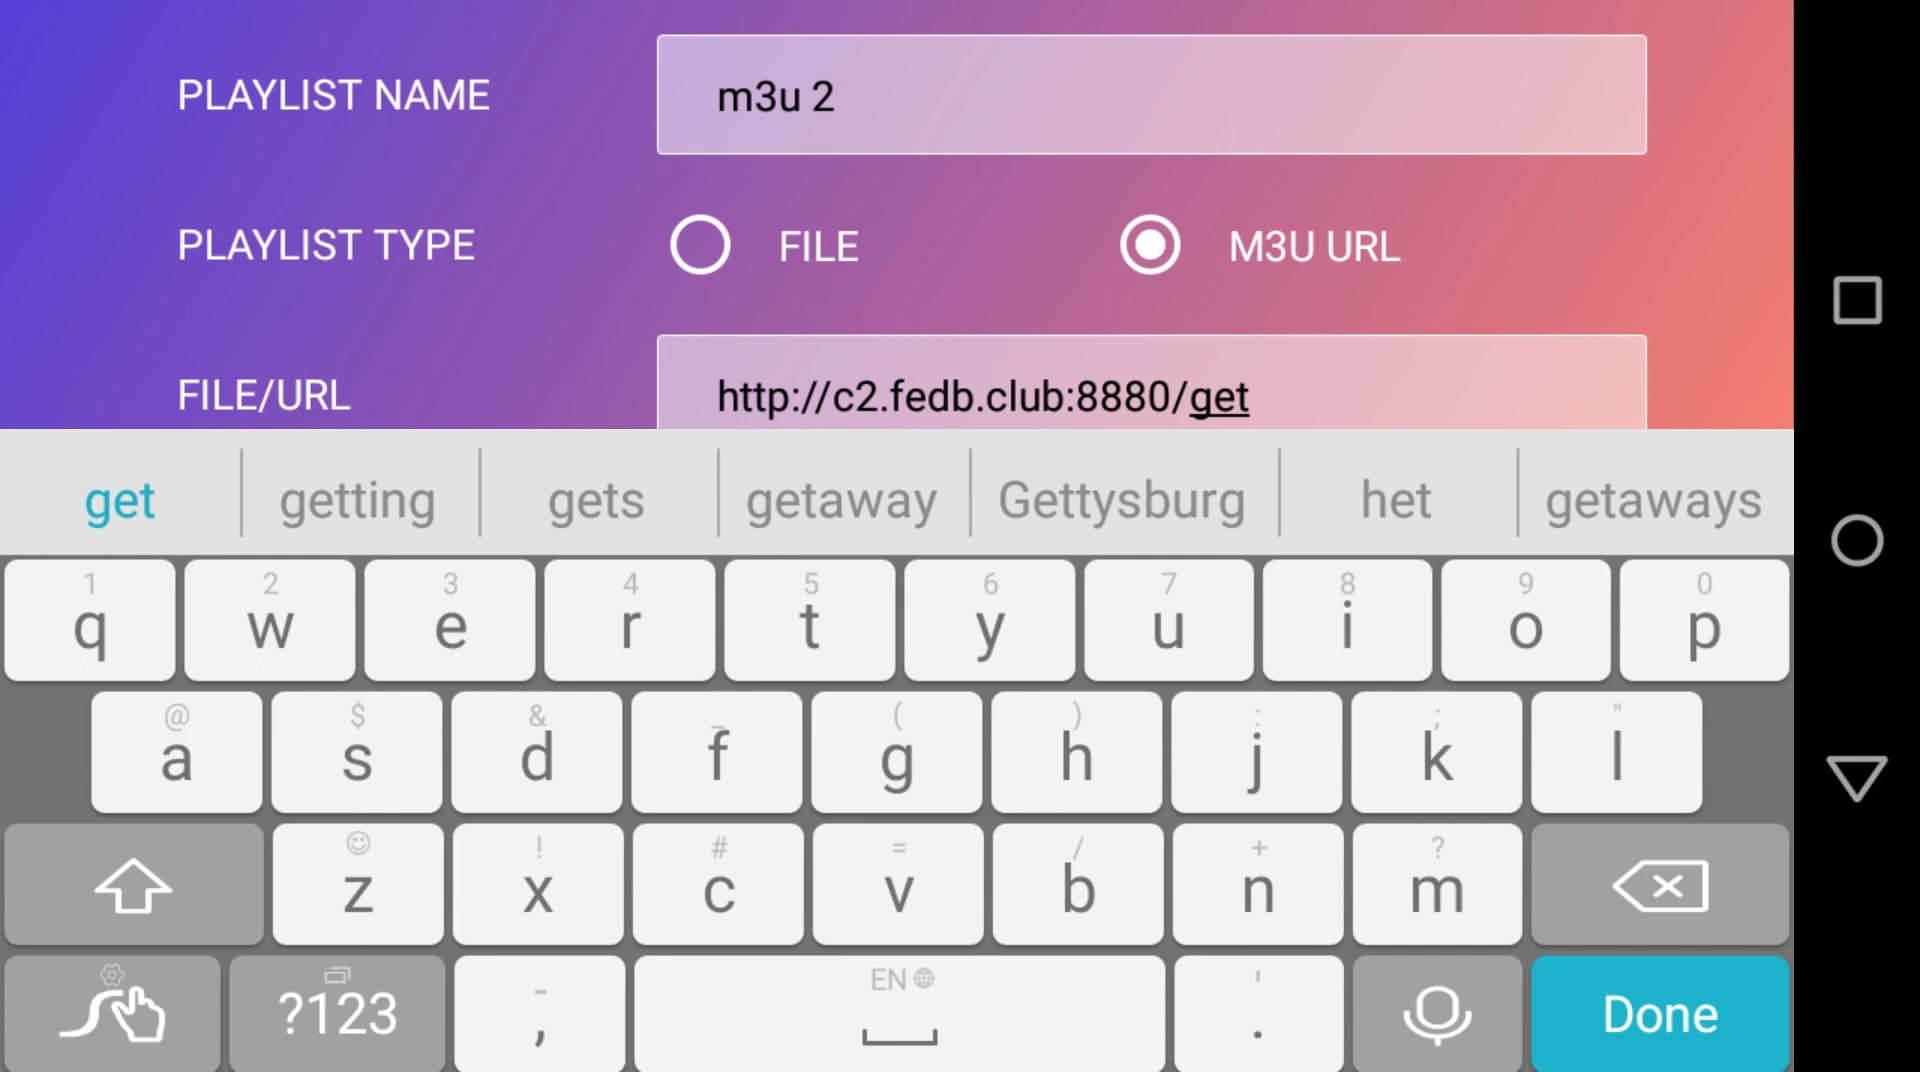 PLAYLIST NAME m3u 2
PLAYLIST TYPE FILE M3U URL
FILE/URL http://c2.fedb.club:8880/get
get getting gets getaway Gettysburg het getaways
1 2 3 4 5 6 7 8 9 0
q w e r t y u i o p
@ $ & _ ( ) : ; "
a s d f g h j k l
! # = / + ?
z x c v b n m
- EN '
?123 , . Done